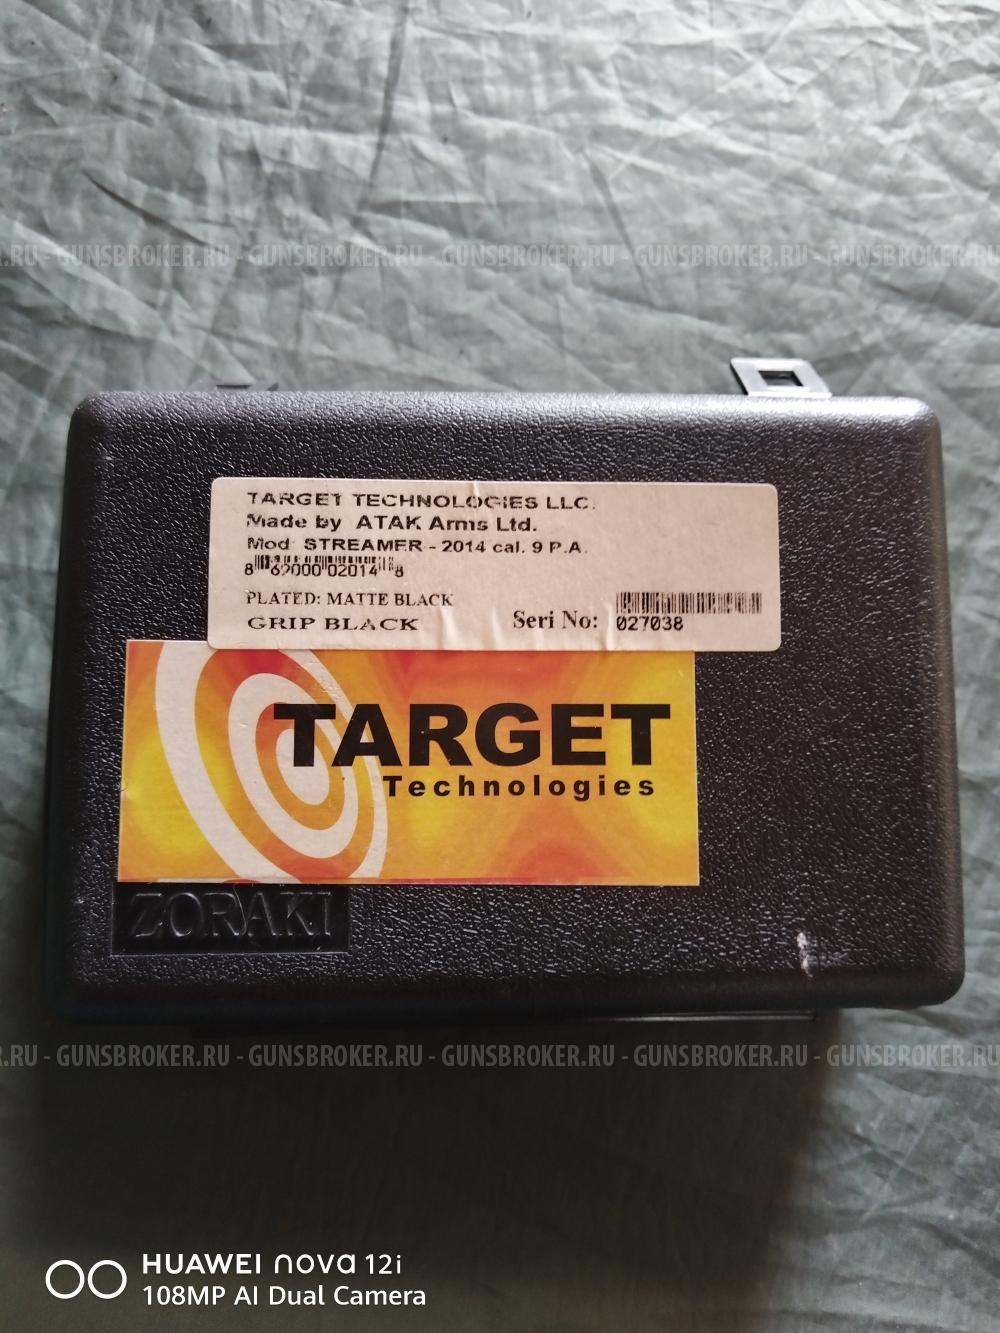 .RU - GUNSBROKER.RU - GUNSBROKER.RU - GUNSBROKER.RU - GUNSBROKER.RU - GUNSBROKER
TARGET TECHNOLOGIES LLC.
Made by ATAK Arms Ltd.
Mod: STREAMER - 2014 cal. 9 P.A.
8 62000 02014 8
PLATED: MATTE BLACK
GRIP BLACK
Seri No: 027038
TARGET
Technologies
ZORAKI
.RU - GUNSBROKER.RU - GUNSBROKER.RU - GUNSBROKER.RU - GUNSBROKER.RU - GUNSBROKER
HUAWEI nova 12i
108MP AI Dual Camera